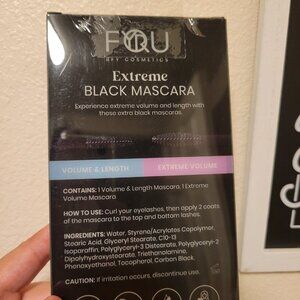 FYQU
BFY COSMETICS
Extreme
BLACK MASCARA
Experience extreme volume and length with
these extra black mascaras.
VOLUME & LENGTH
EXTREME VOLUME
CONTAINS: 1 Volume & Length Mascara, 1 Extreme
Volume Mascara
HOW TO USE: Curl your eyelashes, then apply 2 coats
of the mascara to the top and bottom lashes.
INGREDIENTS: Water, Styrene/Acrylates Copolymer,
Stearic Acid, Glyceryl Stearate, C10-13
Isoparaffin, Polyglyceryl-3 Distearate, Polyglyceryl-2
Dipolyhydroxystearate, Triethanolamine,
Phenoxyethanol, Tocopherol, Carbon Black.
CAUTION: If irritation occurs, discontinue use.